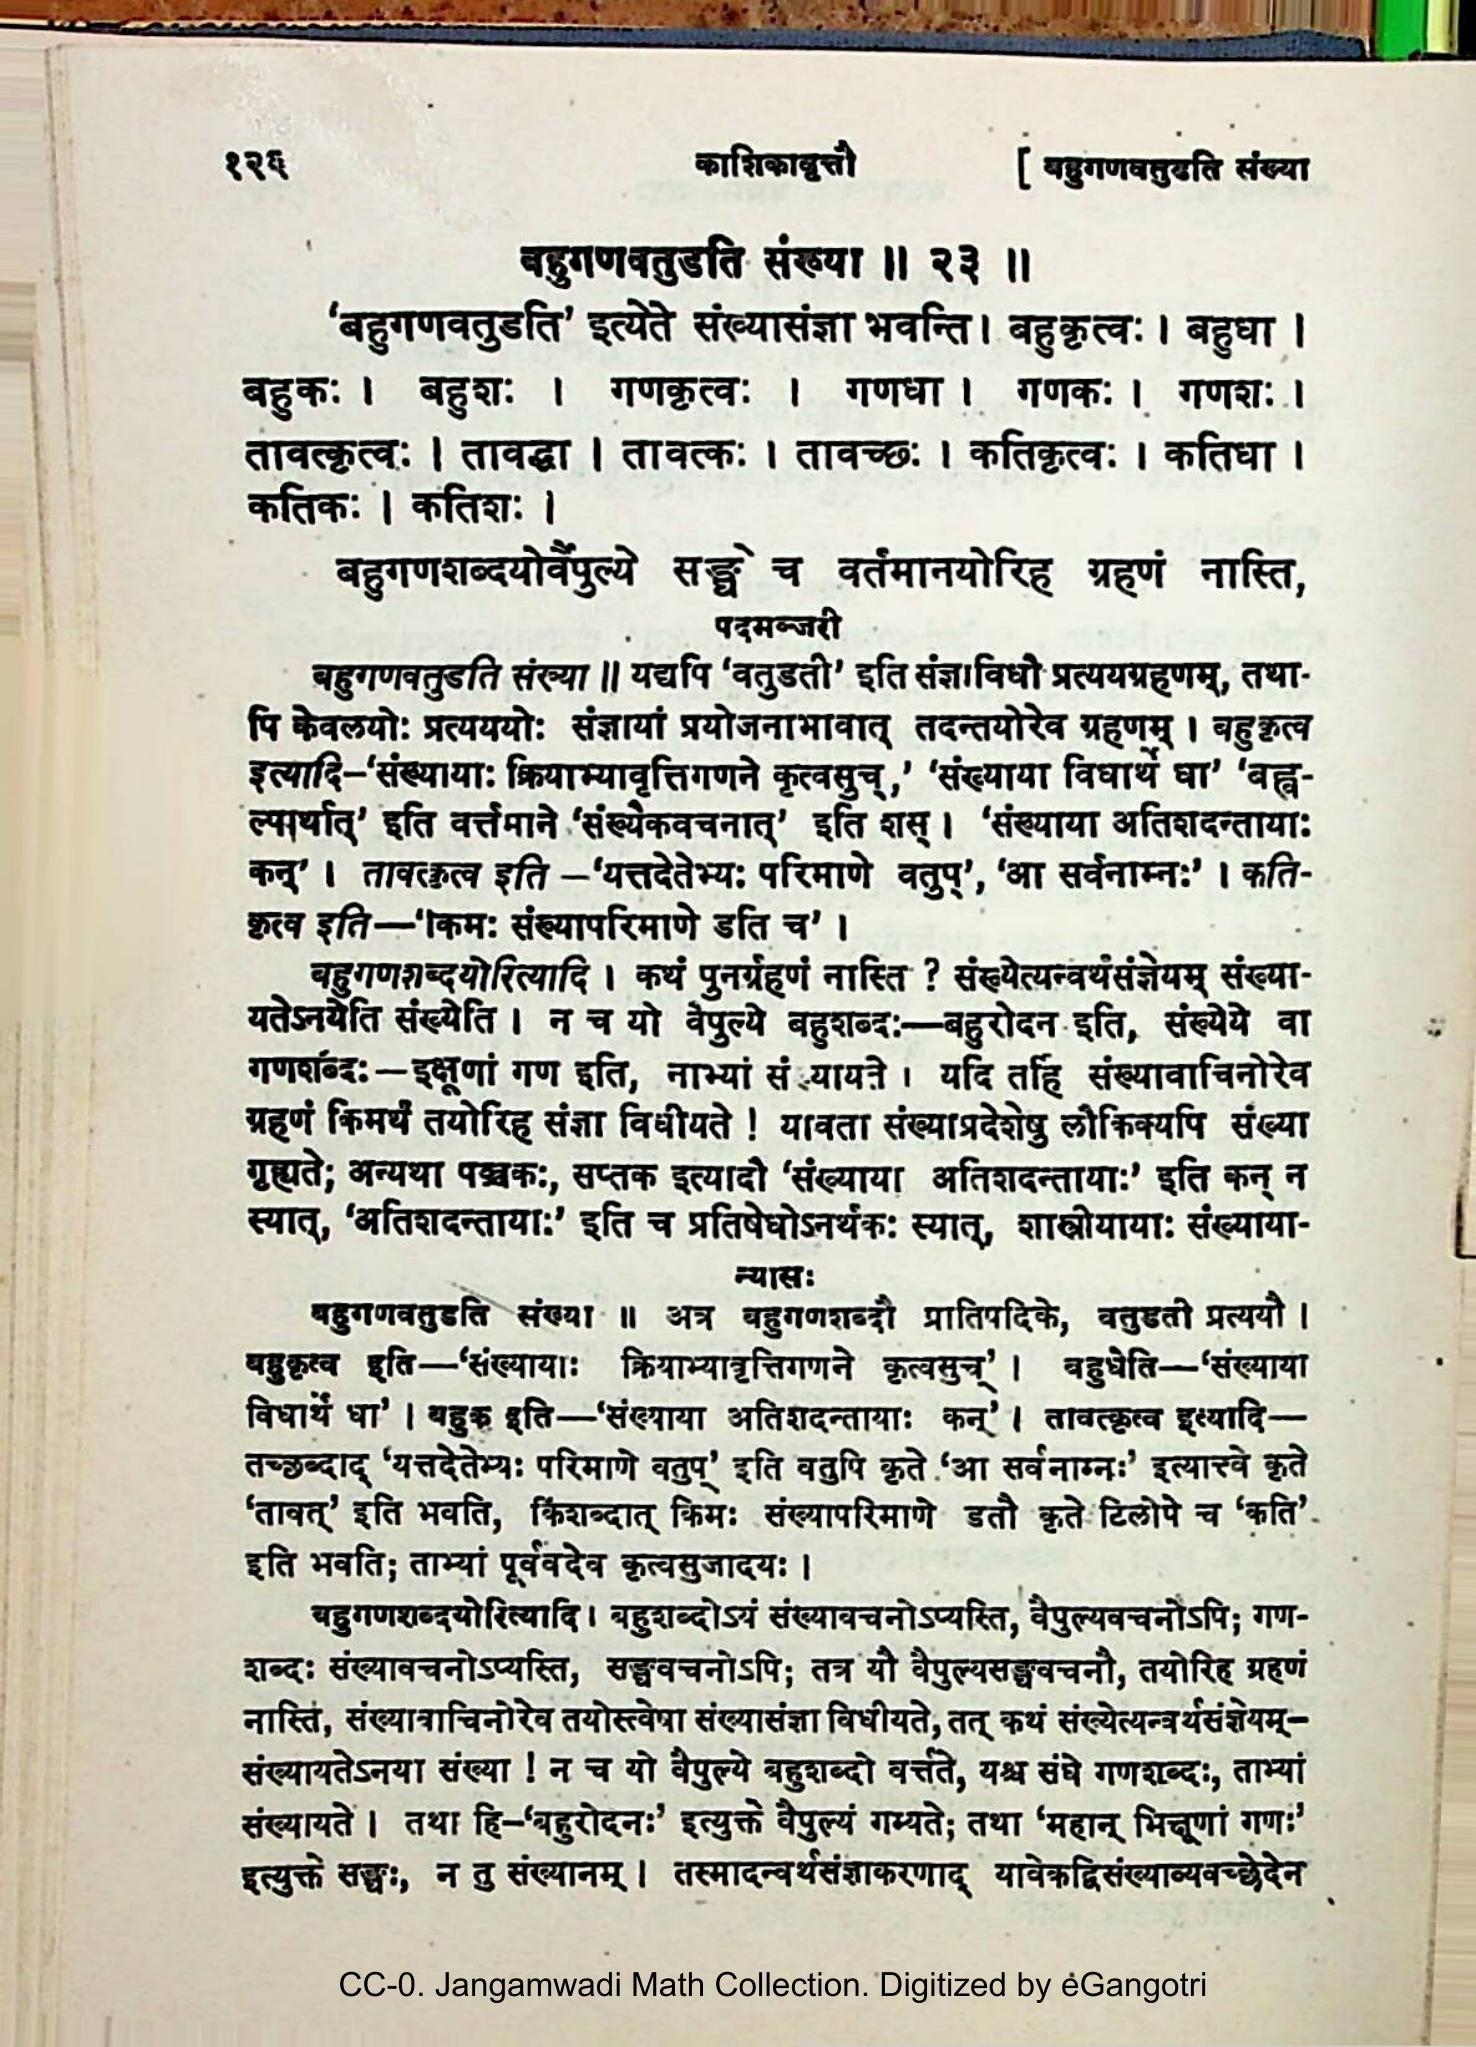 १२६ काशिकावृत्तौ [ बहुगणवतुडति संख्या
बहुगणवतुडति संख्या ॥ २३ ॥
‘बहुगणवतुडति’ इत्येते संख्यासंज्ञा भवन्ति। बहुकृत्वः । बहुधा ।
बहुकः । बहुशः । गणकृत्वः । गणधा । गणकः । गणशः ।
तावत्कृत्वः । तावद्धा । तावत्कः । तावच्छः । कतिकृत्वः । कतिधा ।
कतिकः । कतिशः ।
बहुगणशब्दयोर्वैपुल्ये सङ्घे च वर्तमानयोरिह ग्रहणं नास्ति,
पदमञ्जरी
बहुगणवतुडति संख्या ॥ यद्यपि ‘वतुडती’ इति संज्ञाविधौ प्रत्ययग्रहणम्, तथा-
पि केवलयोः प्रत्यययोः संज्ञायां प्रयोजनाभावात् तदन्तयोरेव ग्रहणम् । बहुकृत्व
इत्यादि–‘संख्यायाः क्रियाभ्यावृत्तिगणने कृत्वसुच्,’ ‘संख्याया विधार्थे धा’ ‘बह्व-
ल्पार्थात्’ इति वर्त्तमाने ‘संख्यैकवचनात्’ इति शस् । ‘संख्याया अतिशदन्तायाः
कन्’ । तावत्कृत्व इति –‘यत्तदेतेभ्यः परिमाणे वतुप्’, ‘आ सर्वनाम्नः’ । कति-
कृत्व इति—‘किमः संख्यापरिमाणे डति च’ ।
बहुगणशब्दयोरित्यादि । कथं पुनर्ग्रहणं नास्ति ? संख्येत्यन्वर्थसंज्ञेयम् संख्या-
यतेऽनयेति संख्येति । न च यो वैपुल्ये बहुशब्दः—बहुरोदन इति, संख्येये वा
गणशब्दः—इक्षूणां गण इति, नाभ्यां संख्यायते । यदि तर्हि संख्यावाचिनोरेव
ग्रहणं किमर्थं तयोरिह संज्ञा विधीयते ! यावता संख्याप्रदेशेषु लौकिक्यपि संख्या
गृह्यते; अन्यथा पञ्चकः, सप्तक इत्यादौ ‘संख्याया अतिशदन्तायाः’ इति कन् न
स्यात्, ‘अतिशदन्तायाः’ इति च प्रतिषेधोऽनर्थकः स्यात्, शास्त्रीयायाः संख्याया-
न्यासः
बहुगणवतुडति संख्या ॥ अत्र बहुगणशब्दौ प्रातिपदिके, वतुडती प्रत्ययौ ।
बहुकृत्व इति—‘संख्यायाः क्रियाभ्यावृत्तिगणने कृत्वसुच्’ । बहुधेति—‘संख्याया
विधार्थे धा’ । बहुक इति—‘संख्याया अतिशदन्तायाः कन्’ । तावत्कृत्व इत्यादि—
तच्छब्दाद् ‘यत्तदेतेभ्यः परिमाणे वतुप्’ इति वतुपि कृते ‘आ सर्वनाम्नः’ इत्यात्त्वे कृते
‘तावत्’ इति भवति, किंशब्दात् किमः संख्यापरिमाणे डतौ कृते टिलोपे च ‘कति’
इति भवति; ताभ्यां पूर्ववदेव कृत्वसुजादयः ।
बहुगणशब्दयोरित्यादि । बहुशब्दोऽयं संख्यावचनोऽप्यस्ति, वैपुल्यवचनोऽपि; गण-
शब्दः संख्यावचनोऽप्यस्ति, सङ्घवचनोऽपि; तत्र यौ वैपुल्यसङ्घवचनौ, तयोरिह ग्रहणं
नास्ति, संख्यावाचिनोरेव तयोस्त्वेषा संख्यासंज्ञा विधीयते, तत् कथं संख्येत्यन्वर्थसंज्ञेयम्–
संख्यायतेऽनया संख्या ! न च यो वैपुल्ये बहुशब्दो वर्त्तते, यश्च संघे गणशब्दः, ताभ्यां
संख्यायते । तथा हि–‘बहुरोदनः’ इत्युक्ते वैपुल्यं गम्यते; तथा ‘महान् भिक्षूणां गणः’
इत्युक्ते सङ्घः, न तु संख्यानम् । तस्मादन्वर्थसंज्ञाकरणाद् यावेकद्विसंख्याव्यवच्छेदेन
CC-0. Jangamwadi Math Collection. Digitized by eGangotri